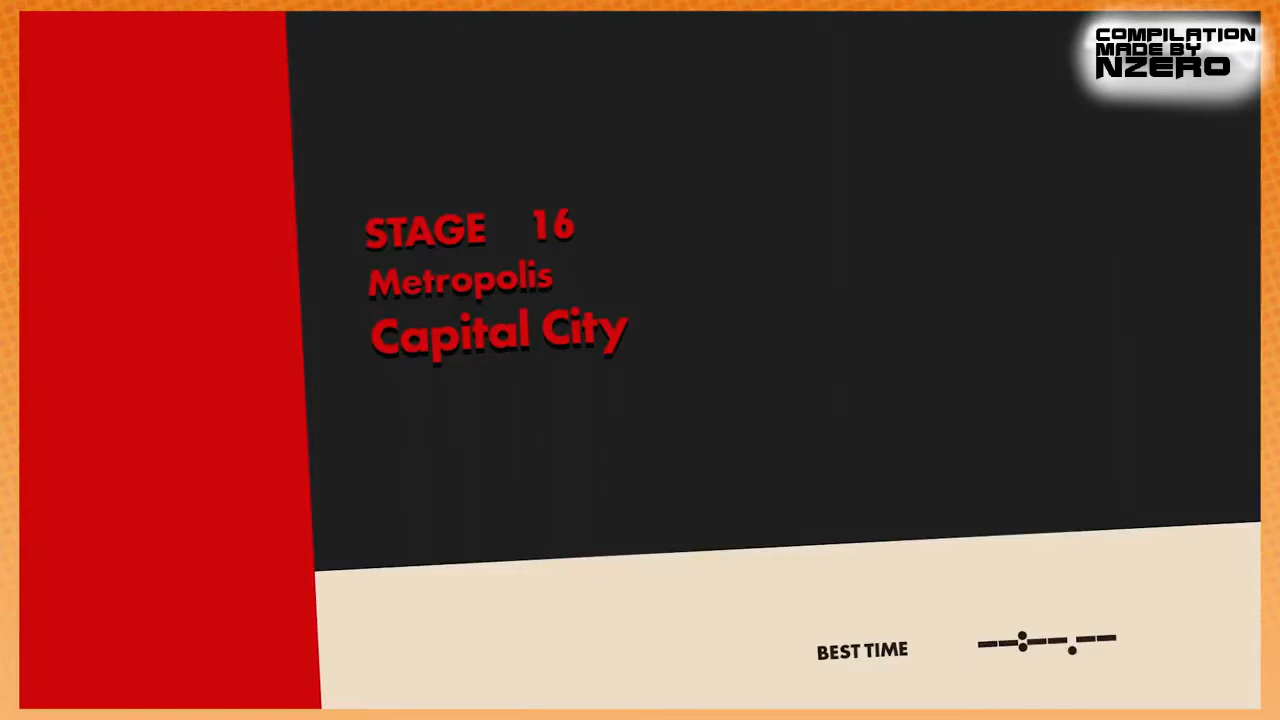 COMPILATION
MADE BY
NZERO
STAGE 16
Metropolis
Capital City
BEST TIME --:--.--